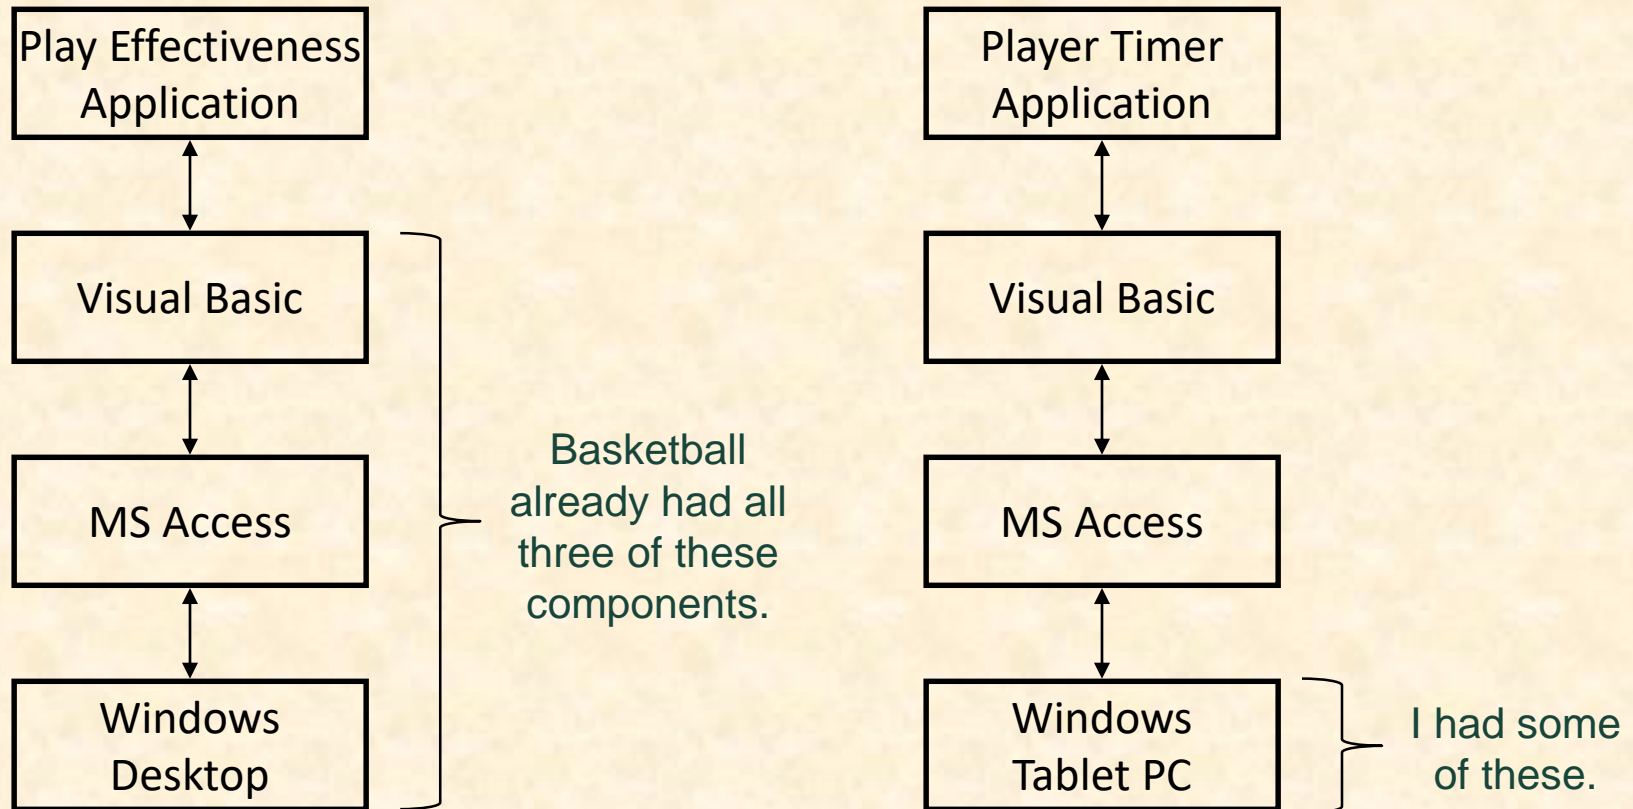 Play Effectiveness
Application
Visual Basic
MS Access
Windows
Desktop
Basketball
already had all
three of these
components.
Player Timer
Application
Visual Basic
MS Access
Windows
Tablet PC
I had some
of these.